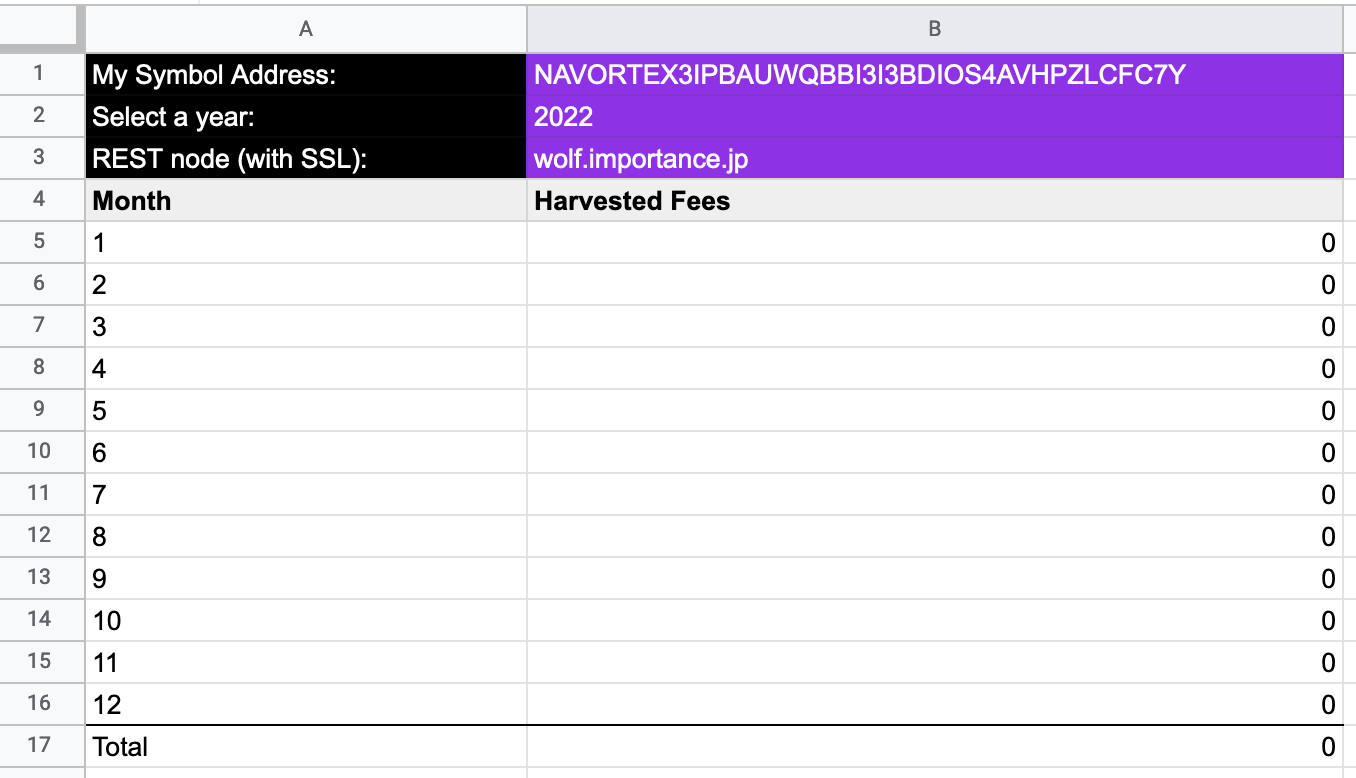 A B
1 My Symbol Address: NAVORTEX3IPBAUWQBBI3I3BDIOS4AVHPZLCFC7Y
2 Select a year: 2022
3 REST node (with SSL): wolf.importance.jp
4 Month Harvested Fees
5 1 0
6 2 0
7 3 0
8 4 0
9 5 0
10 6 0
11 7 0
12 8 0
13 9 0
14 10 0
15 11 0
16 12 0
17 Total 0